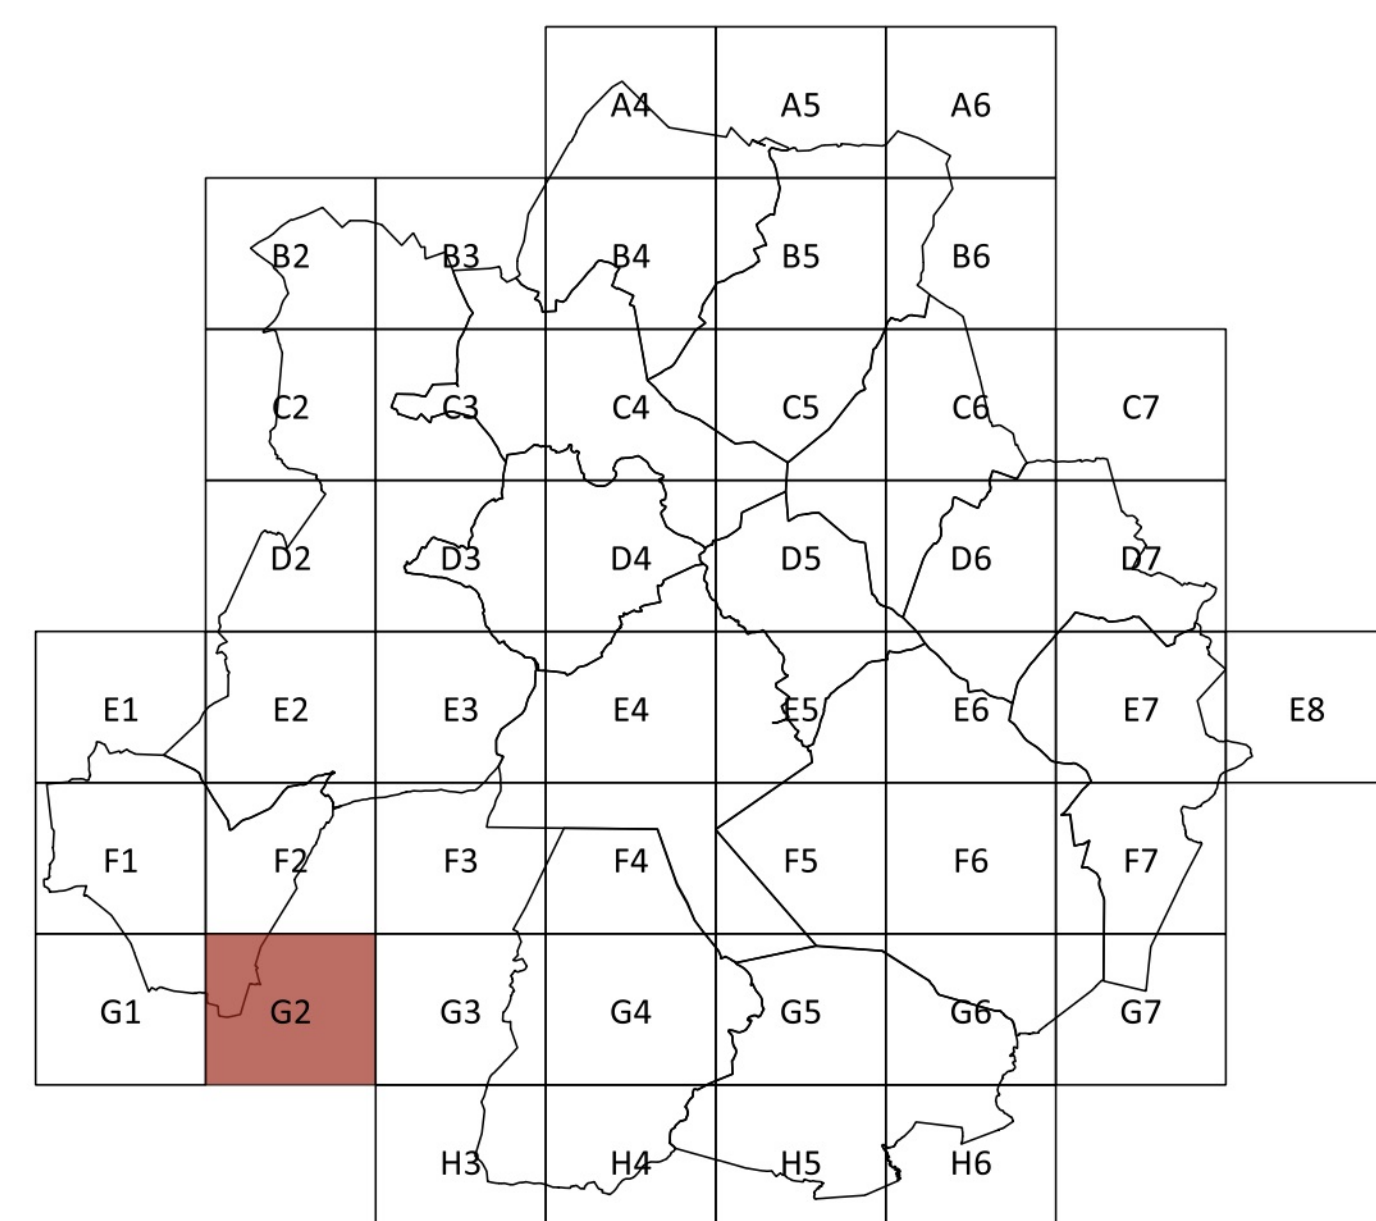 A4 A5 A6
B2 B3 B4 B5 B6
C2 C3 C4 C5 C6 C7
D2 D3 D4 D5 D6 D7
E1 E2 E3 E4 E5 E6 E7 E8
F1 F2 F3 F4 F5 F6 F7
G1 G2 G3 G4 G5 G6 G7
H3 H4 H5 H6